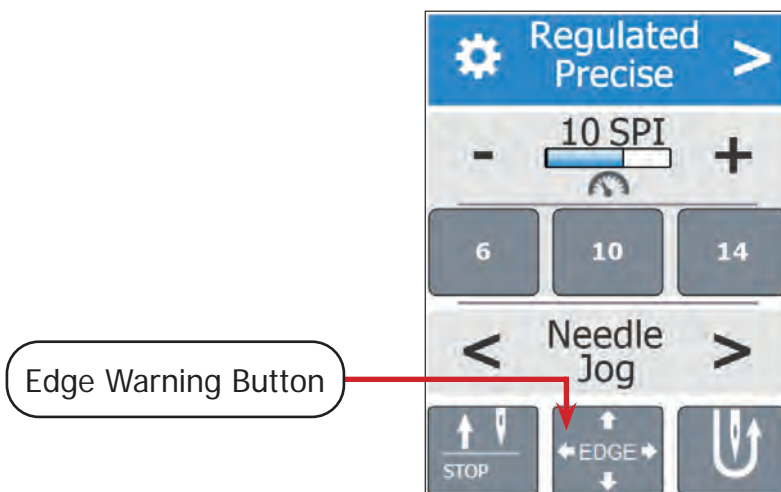 Regulated
Precise
>
- 10 SPI +
6 10 14
< Needle >
Jog
Edge Warning Button
STOP
EDGE